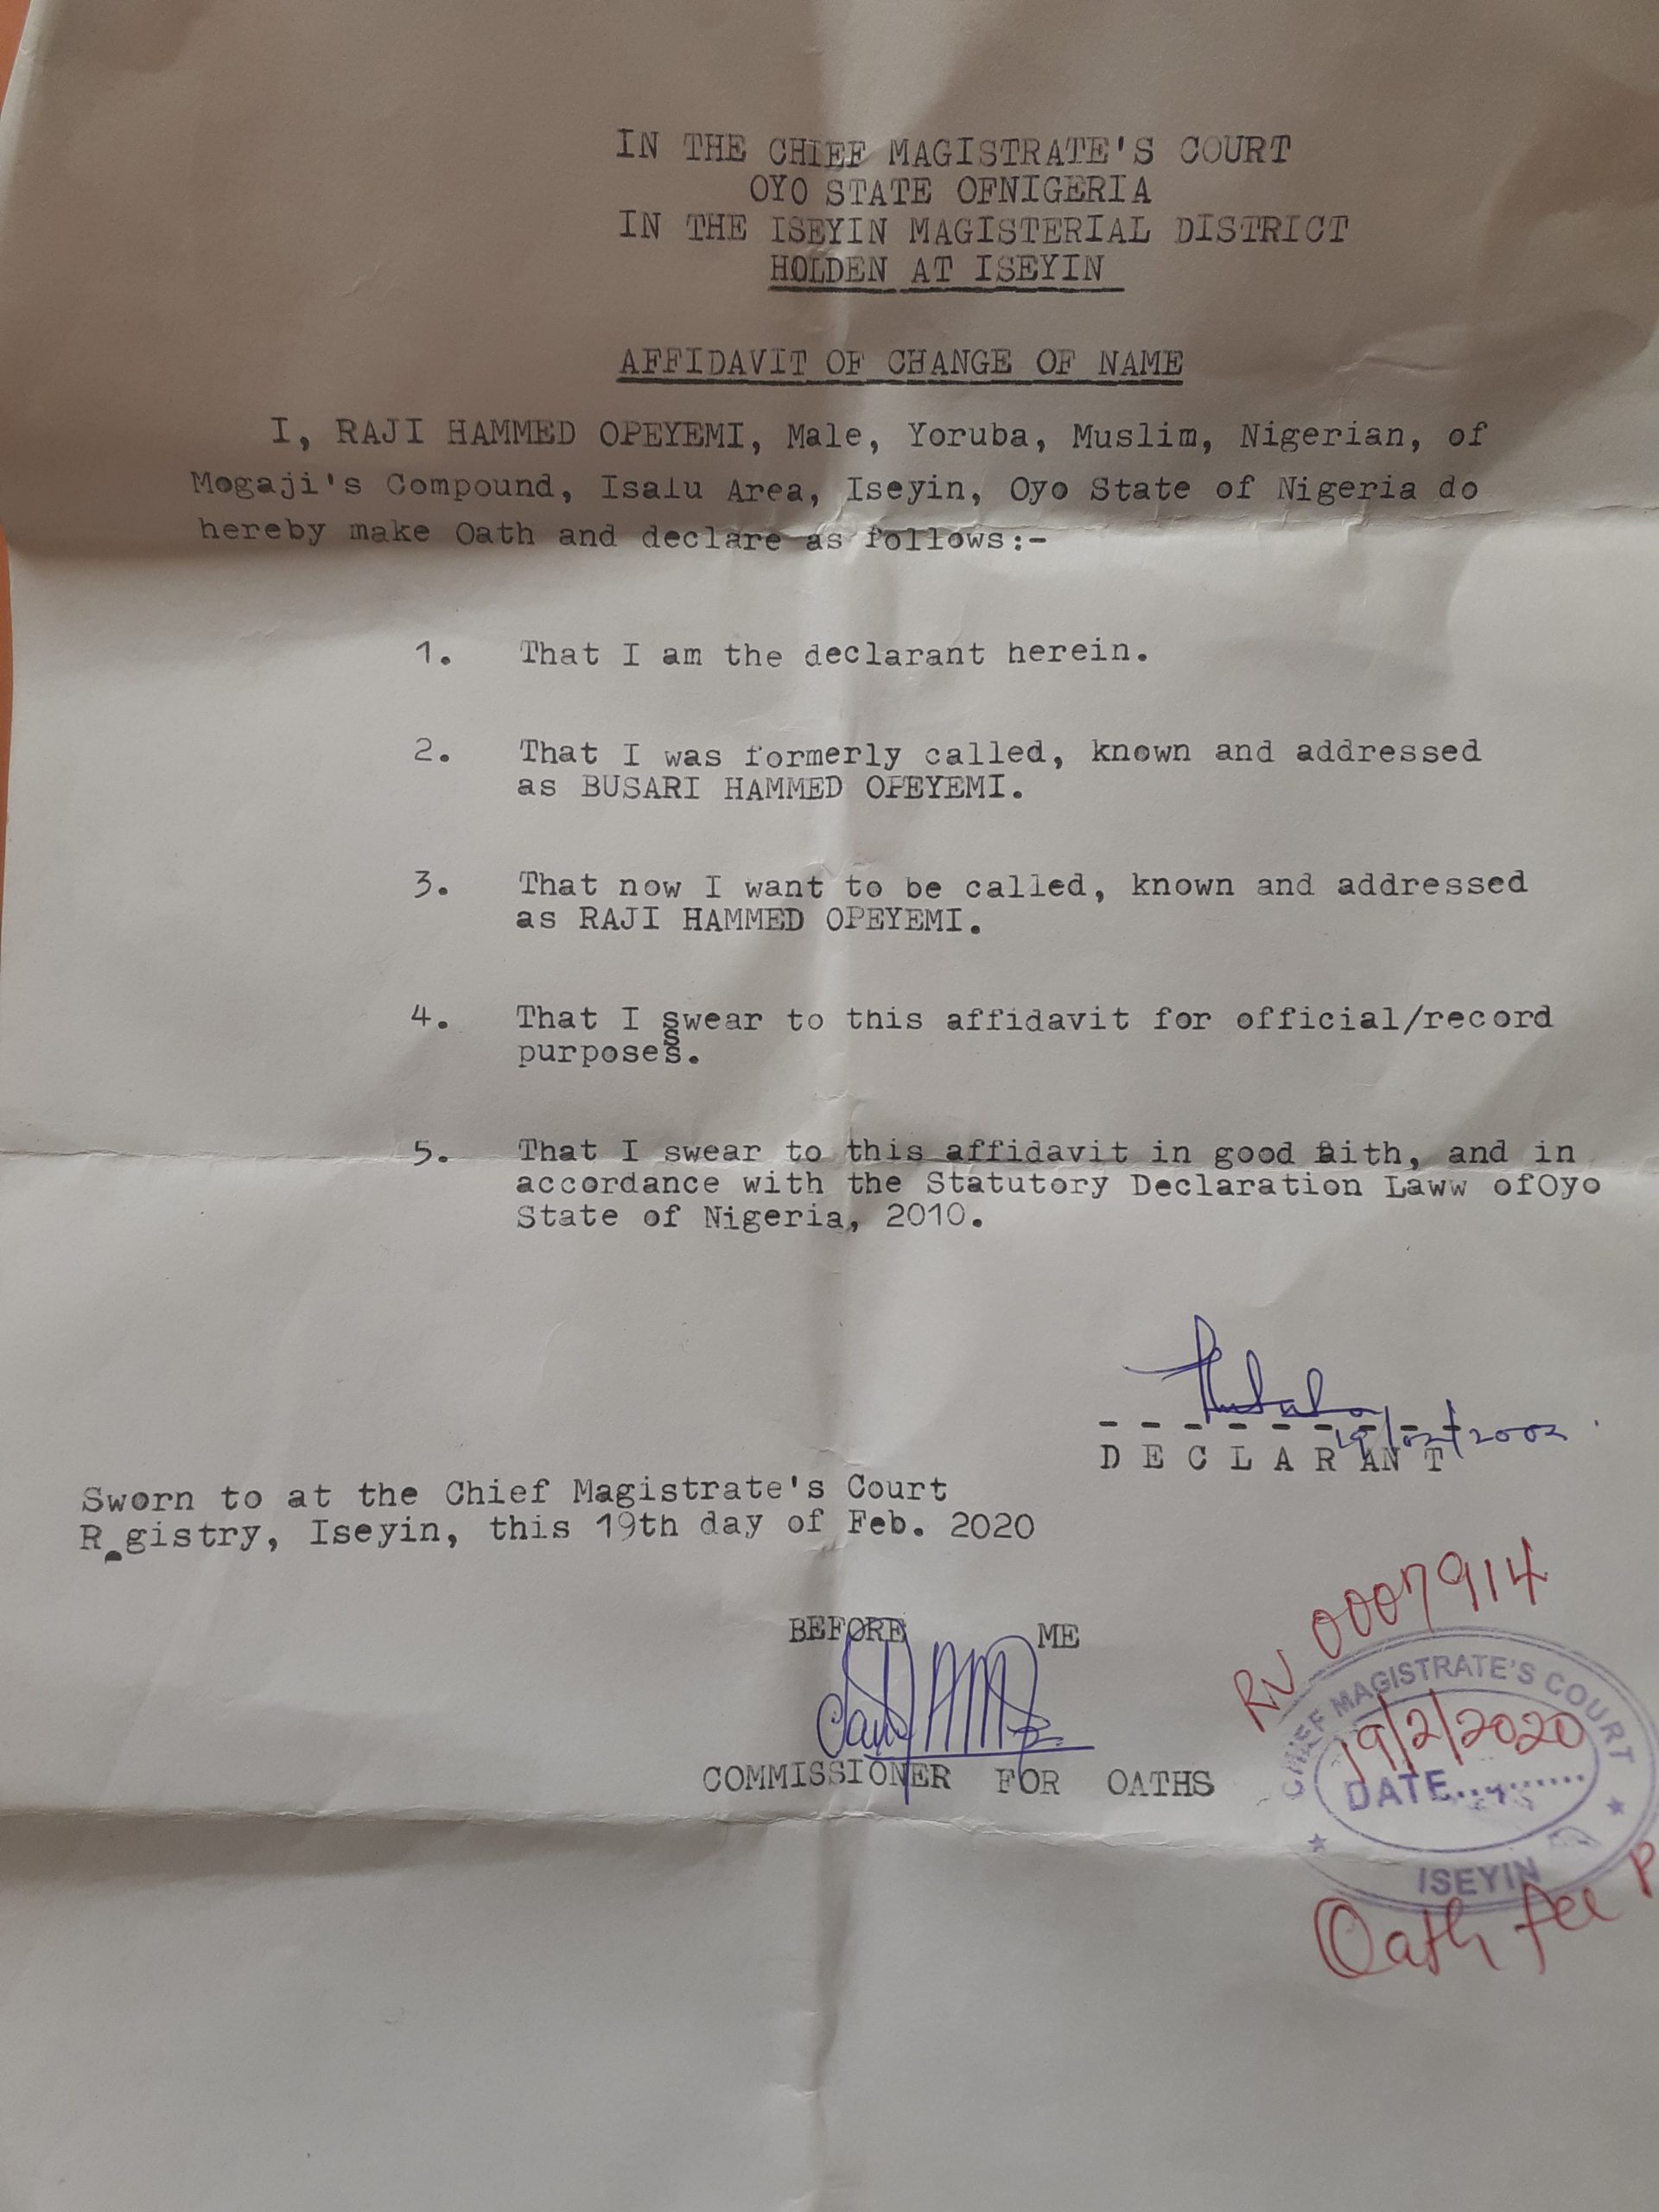 IN THE CHIEF MAGISTRATE'S COURT
OYO STATE OFNIGERIA
IN THE ISEYIN MAGISTERIAL DISTRICT
HOLDEN AT ISEYIN
AFFIDAVIT OF CHANGE OF NAME
I, RAJI HAMMED OPEYEMI, Male, Yoruba, Muslim, Nigerian, of
Mogaji's Compound, Isalu Area, Iseyin, Oyo State of Nigeria do
hereby make Oath and declare as follows:-
1. That I am the declarant herein.
2. That I was formerly called, known and addressed
as BUSARI HAMMED OPEYEMI.
3. That now I want to be called, known and addressed
as RAJI HAMMED OPEYEMI.
4. That I swear to this affidavit for official/record
purposes.
5. That I swear to this affidavit in good faith, and in
accordance with the Statutory Declaration Laww ofOyo
State of Nigeria, 2010.
19/02/2002
DECLARANT
Sworn to at the Chief Magistrate's Court
R gistry, Iseyin, this 19th day of Feb. 2020
BEFORE ME
COMMISSIONER FOR OATHS
RN 0007914
CHIEF MAGISTRATE'S COURT
19/2/2020
DATE..........
ISEYIN
Oath fee P